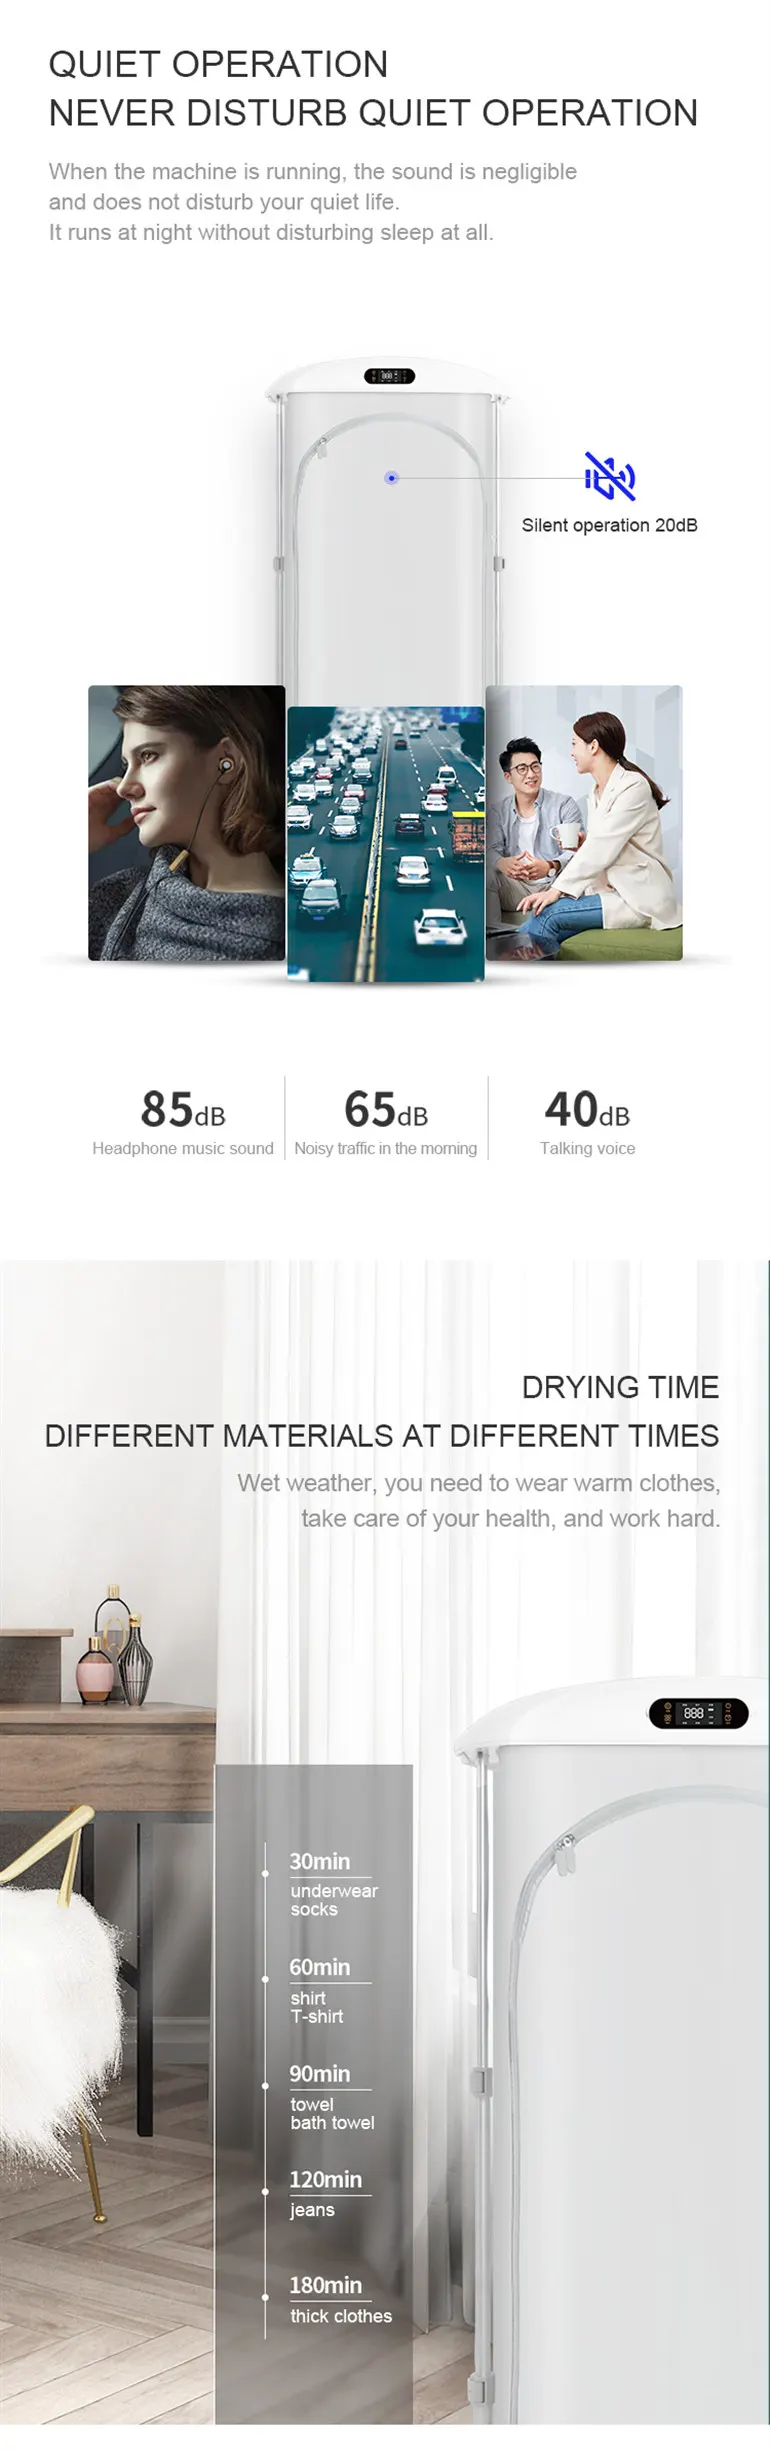 QUIET OPERATION
NEVER DISTURB QUIET OPERATION
When the machine is running, the sound is negligible
and does not disturb your quiet life.
It runs at night without disturbing sleep at all.
888
Silent operation 20dB
85dB
Headphone music sound
65dB
Noisy traffic in the morning
40dB
Talking voice
DRYING TIME
DIFFERENT MATERIALS AT DIFFERENT TIMES
Wet weather, you need to wear warm clothes,
take care of your health, and work hard.
888
30min
underwear
socks
60min
shirt
T-shirt
90min
towel
bath towel
120min
jeans
180min
thick clothes